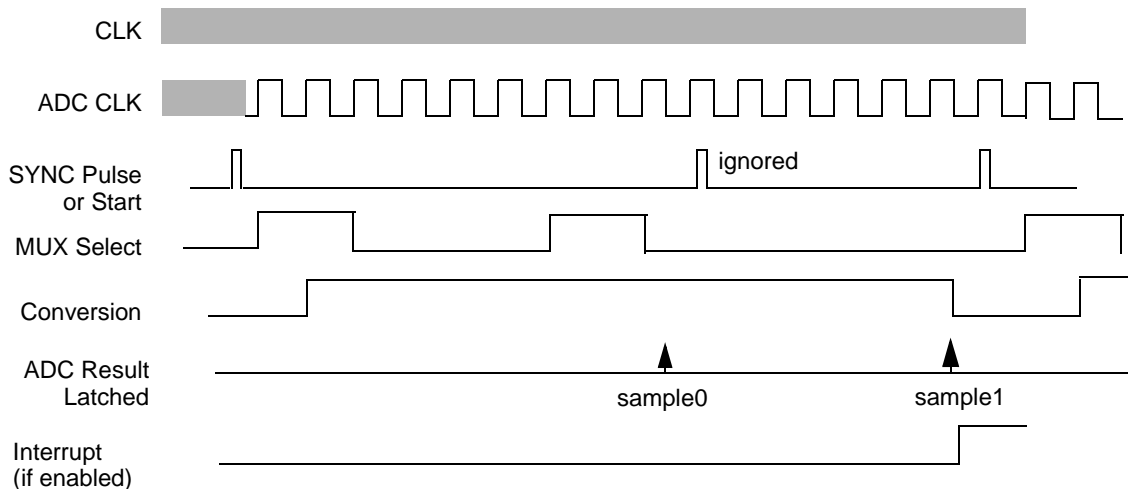 CLK
ADC CLK
SYNC Pulse
or Start
ignored
MUX Select
Conversion
ADC Result
Latched
sample0
sample1
Interrupt
(if enabled)